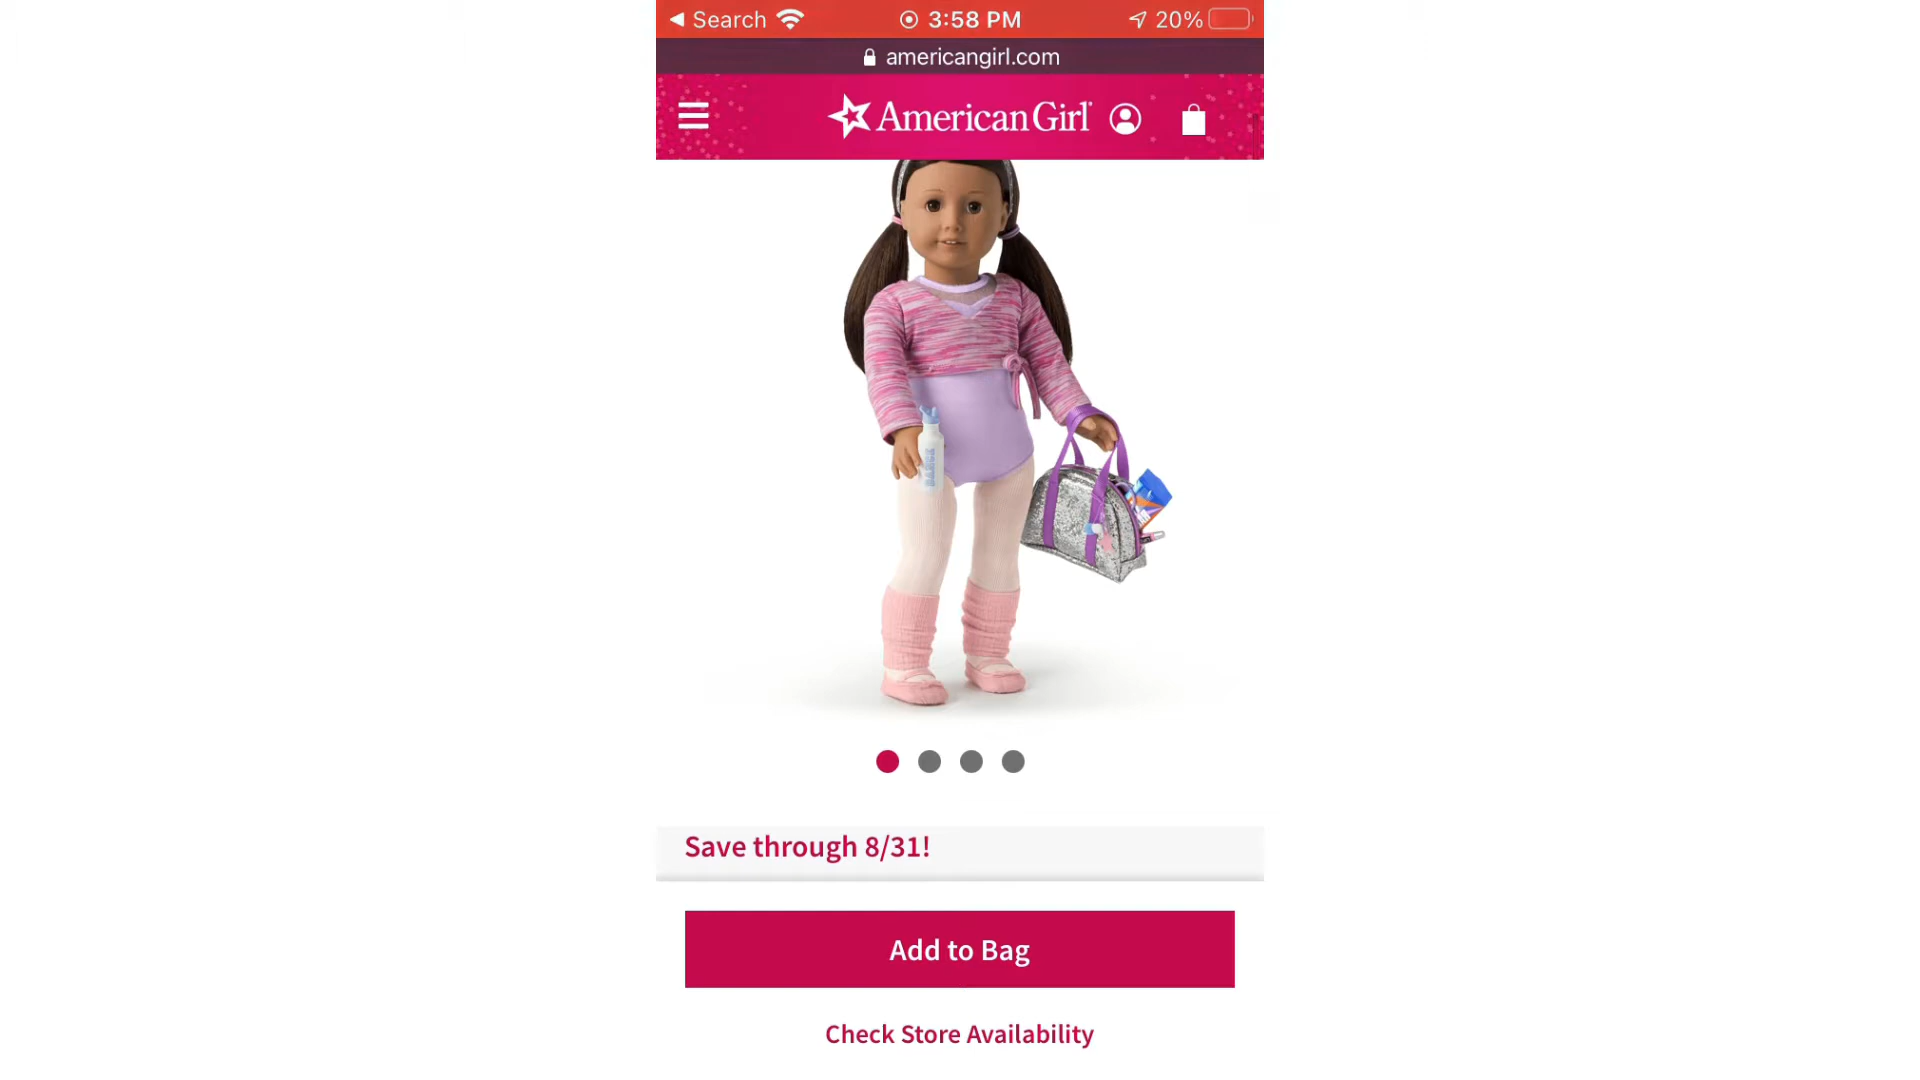 Search 3:58 PM 20%
americangirl.com
American Girl
DANCE
Save through 8/31!
Add to Bag
Check Store Availability